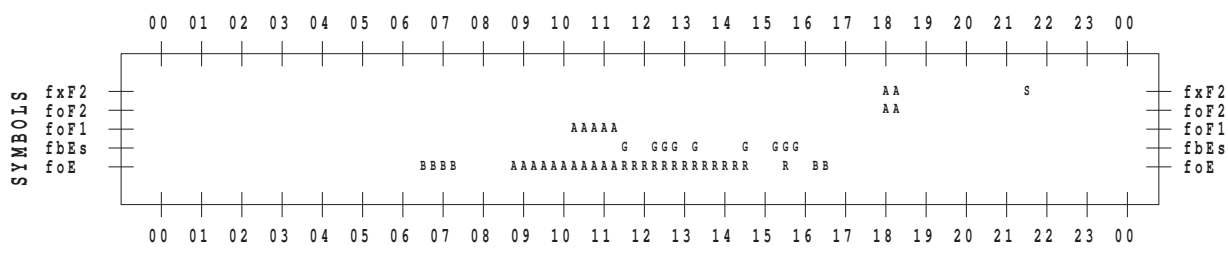 00 01 02 03 04 05 06 07 08 09 10 11 12 13 14 15 16 17 18 19 20 21 22 23 00
SYMBOLS
fxF2 AA S fxF2
foF2 AA foF2
foF1 AAAAA foF1
fbEs G GGG G G GGG fbEs
foE BBBB AAAAAAAAAAARRRRRRRRRRRRR R BB foE
00 01 02 03 04 05 06 07 08 09 10 11 12 13 14 15 16 17 18 19 20 21 22 23 00